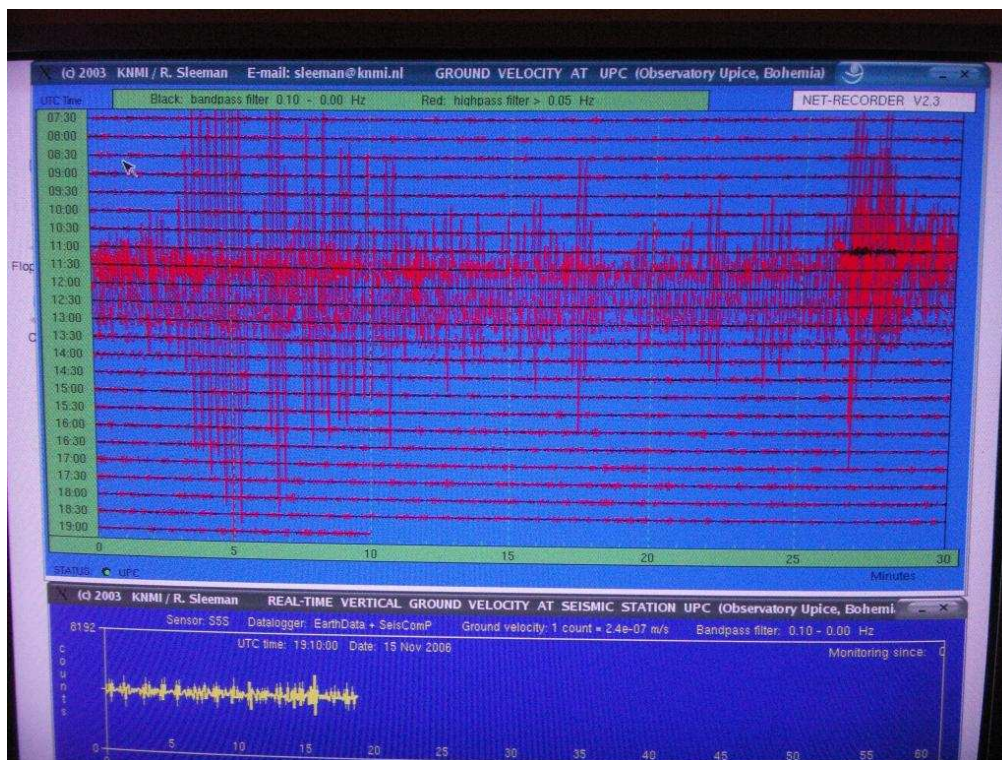 (c) 2003 KNMI / R. Sleeman E-mail: sleeman@knmi.nl GROUND VELOCITY AT UPC (Observatory Upice, Bohemia)
UTC Time Black: bandpass filter 0.10 - 0.00 Hz Red: highpass filter > 0.05 Hz NET-RECORDER V2.3
07:30
08:00
08:30
09:00
09:30
10:00
10:30
11:00
11:30
Flop
12:00
12:30
13:00
13:30
C
14:00
14:30
15:00
15:30
16:00
16:30
17:00
17:30
18:00
18:30
19:00
0 5 10 15 20 25 30
STATUS: UPC Minutes
(c) 2003 KNMI / R. Sleeman REAL-TIME VERTICAL GROUND VELOCITY AT SEISMIC STATION UPC (Observatory Upice, Bohemi
8192 Sensor: S5S Datalogger: EarthData + SeisComP Ground velocity: 1 count = 2.4e-07 m/s Bandpass filter: 0.10 - 0.00 Hz
UTC time: 19:10:00 Date: 15 Nov 2006 Monitoring since:
counts
0 5 10 15 20 25 30 35 40 45 50 55 60